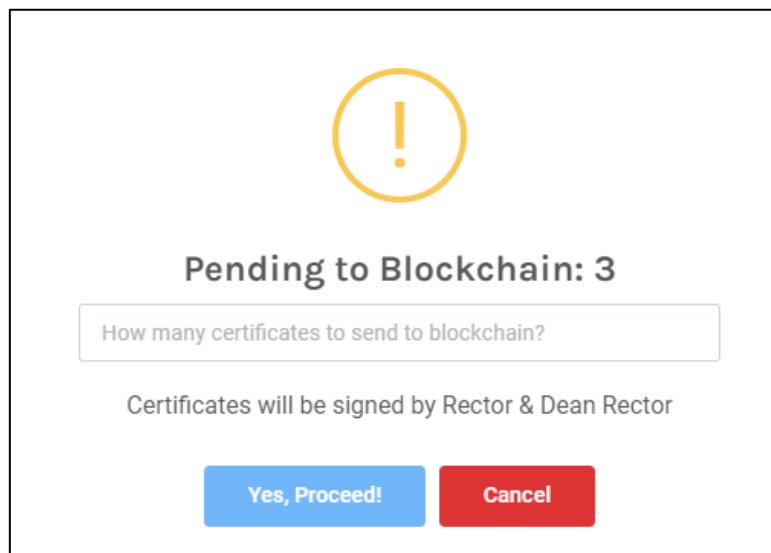 !
Pending to Blockchain: 3
How many certificates to send to blockchain?
Certificates will be signed by Rector & Dean Rector
Yes, Proceed! Cancel